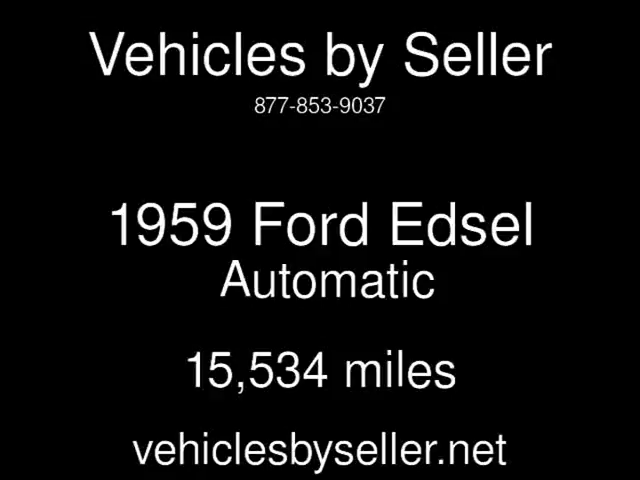 Vehicles by Seller
877-853-9037
1959 Ford Edsel
Automatic
15,534 miles
vehiclesbyseller.net